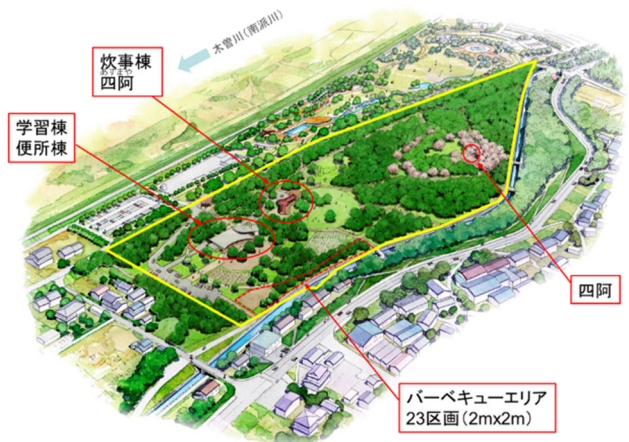 木曽川(南派川)
炊事棟
あずまや
四阿
学習棟
便所棟
四阿
バーベキューエリア
23区画(2mx2m)